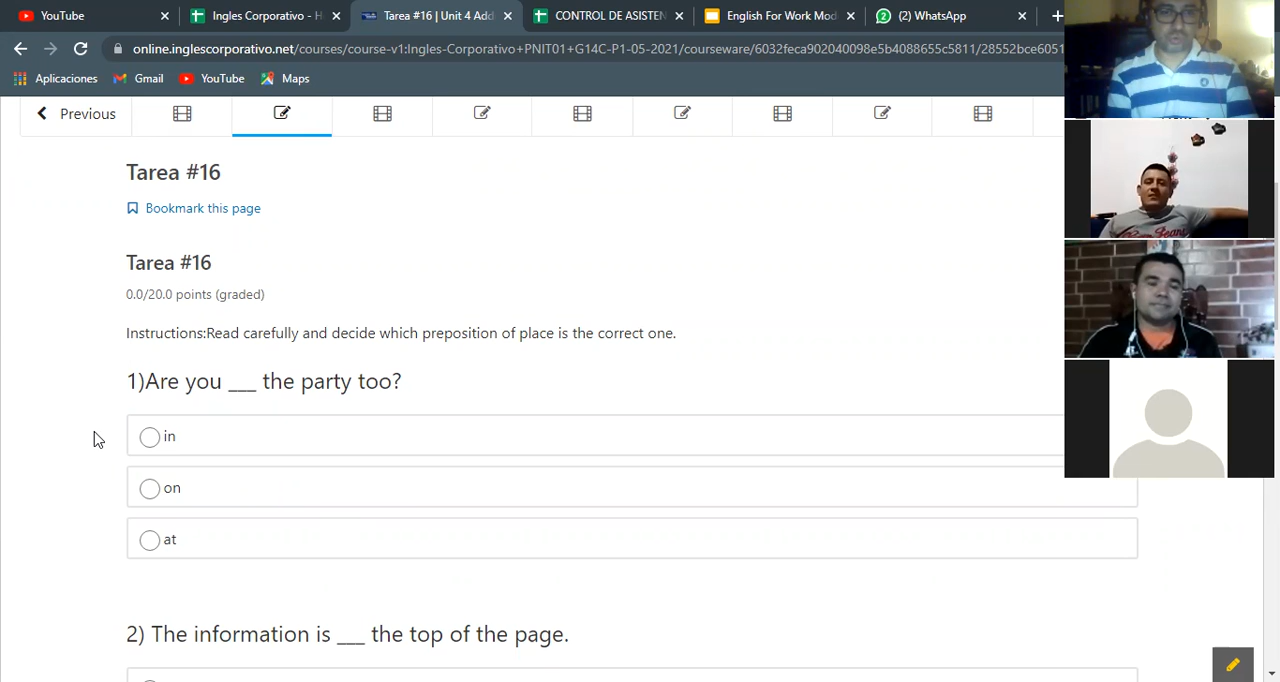 YouTube
Ingles Corporativo - H
Tarea #16 | Unit 4 Add
CONTROL DE ASISTEN
English For Work Mod
(2) WhatsApp
online.inglescorporativo.net/courses/course-v1:Ingles-Corporativo+PNIT01+G14C-P1-05-2021/courseware/6032feca902040098e5b4088655c5811/28552bce6051
Aplicaciones
Gmail
YouTube
Maps
Previous
Tarea #16
Bookmark this page
Tarea #16
0.0/20.0 points (graded)
Instructions:Read carefully and decide which preposition of place is the correct one.
1)Are you ___ the party too?
in
on
at
2) The information is ___ the top of the page.